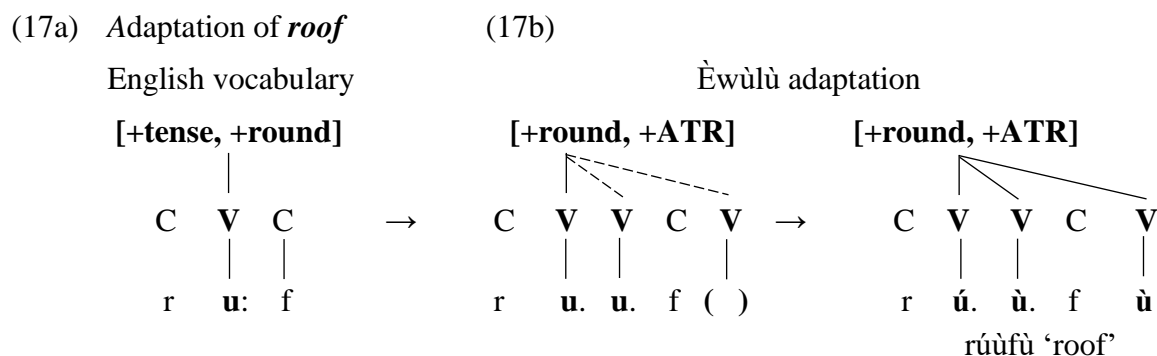 (17a) Adaptation of roof (17b)
English vocabulary Èwùlù adaptation
[+tense, +round] [+round, +ATR] [+round, +ATR]
C V C → C V V C V → C V V C V
r u: f r u. u. f ( ) r ú. ù. f ù
rúùfù ‘roof’